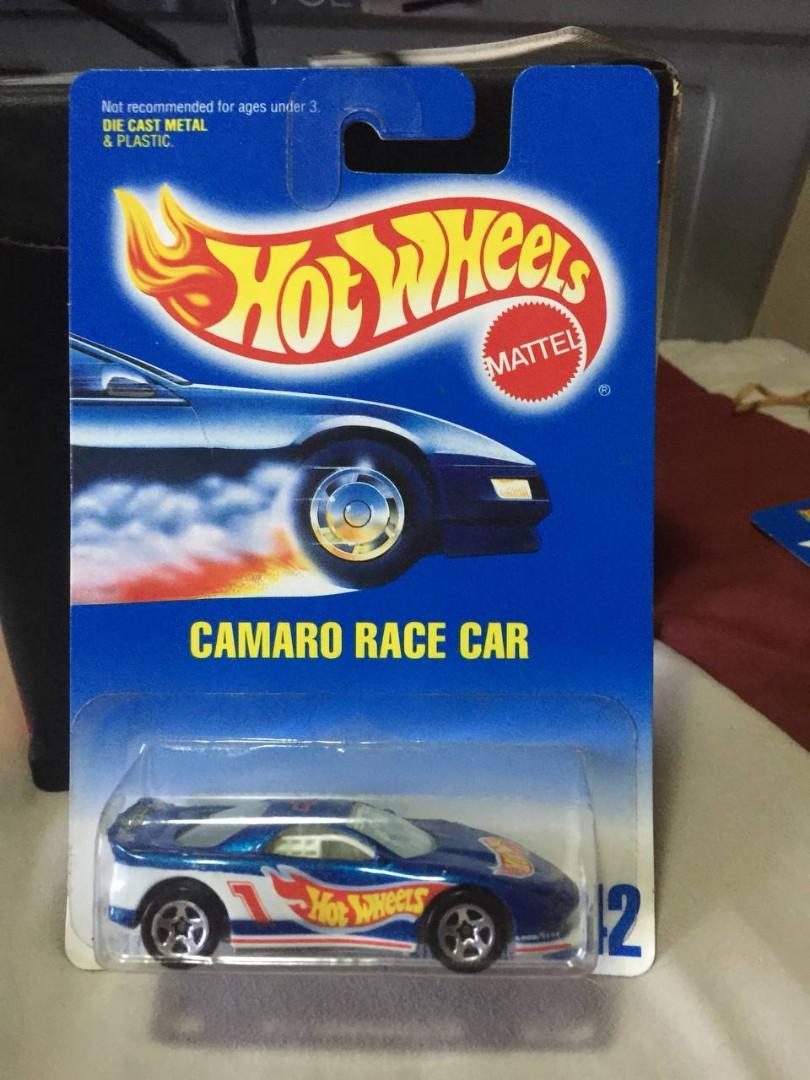 Not recommended for ages under 3.
DIE CAST METAL
& PLASTIC.
HOT WHEELS
MATTEL
®
CAMARO RACE CAR
1
HOT WHEELS
42